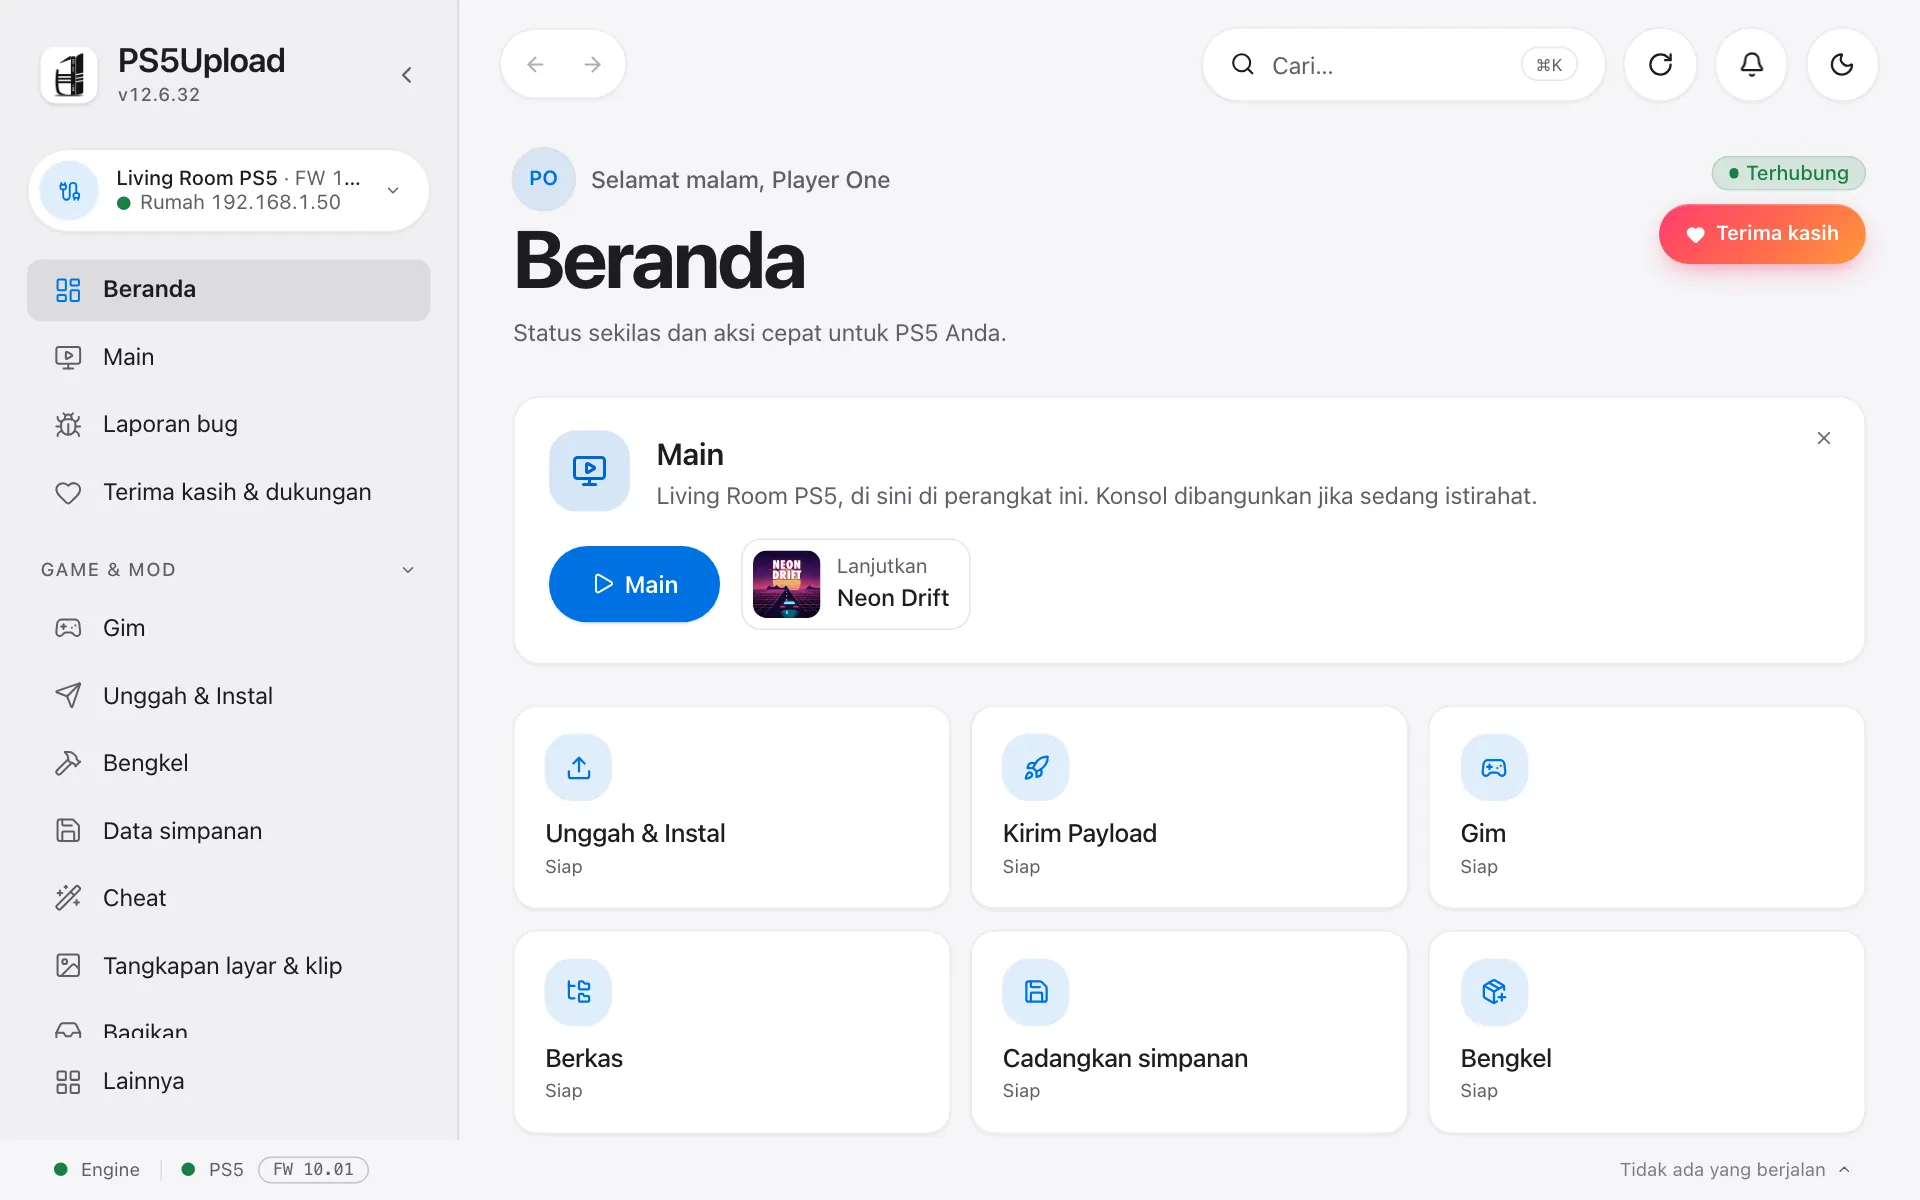 PS5Upload
v12.6.32
Living Room PS5 · FW 1...
Rumah 192.168.1.50
Beranda
Main
Laporan bug
Terima kasih & dukungan
GAME & MOD
Gim
Unggah & Instal
Bengkel
Data simpanan
Cheat
Tangkapan layar & klip
Bagikan
Lainnya
Cari...
⌘K
PO
Selamat malam, Player One
Terhubung
Terima kasih
Beranda
Status sekilas dan aksi cepat untuk PS5 Anda.
Main
Living Room PS5, di sini di perangkat ini. Konsol dibangunkan jika sedang istirahat.
Main
NEON
DRIFT
Lanjutkan
Neon Drift
Unggah & Instal
Siap
Kirim Payload
Siap
Gim
Siap
Berkas
Siap
Cadangkan simpanan
Siap
Bengkel
Siap
Engine
PS5
FW 10.01
Tidak ada yang berjalan